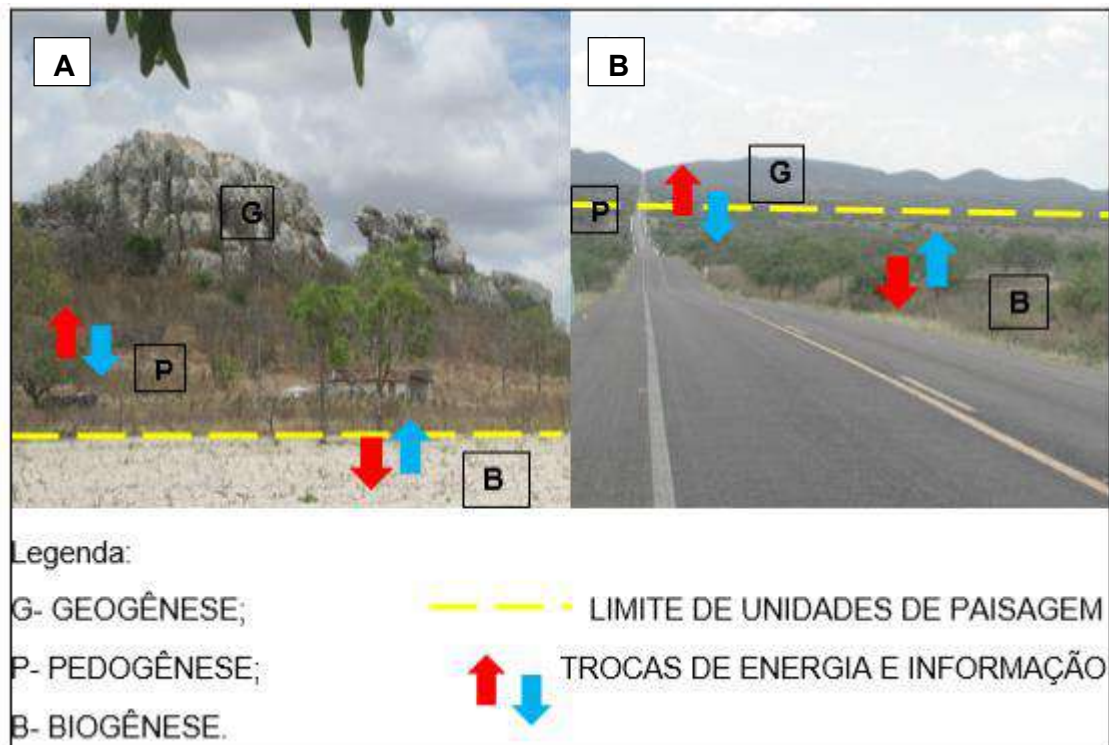 A
B
G
G
P
P
B
B
Legenda:
G- GEOGÊNESE;
LIMITE DE UNIDADES DE PAISAGEM
P- PEDOGÊNESE;
TROCAS DE ENERGIA E INFORMAÇÃO
B- BIOGÊNESE.